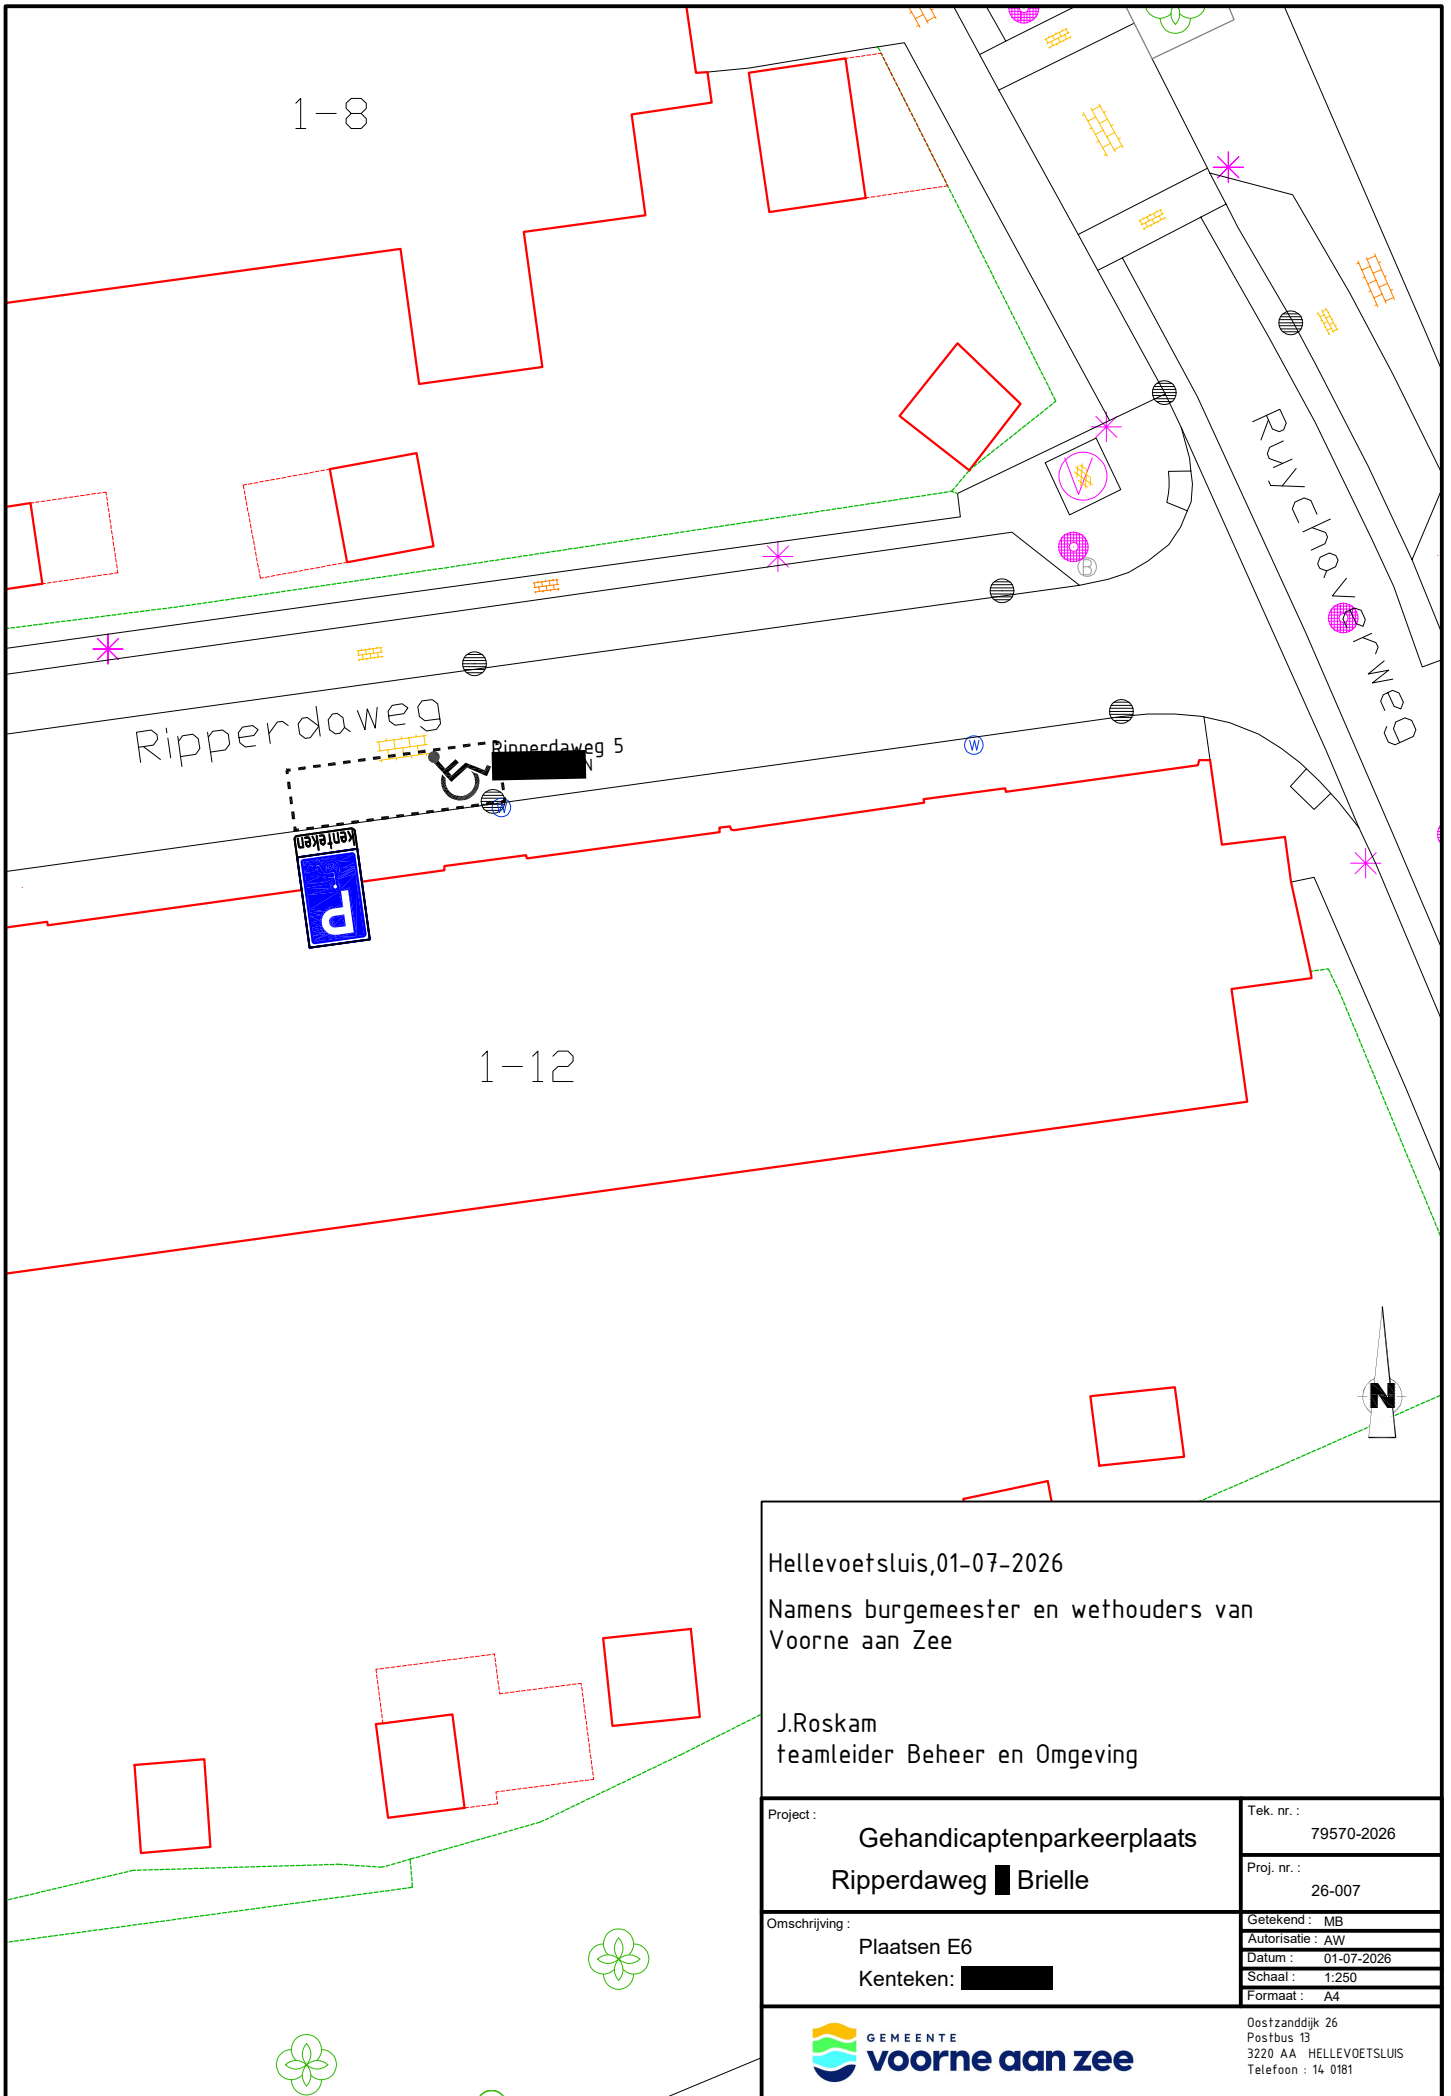 1-8
Ruychaverweg
Ripperdaweg
Ripperdaweg 5
N
W
W
B
kenteken
P
1-12
N
Hellevoetsluis,01-07-2026
Namens burgemeester en wethouders van
Voorne aan Zee
J.Roskam
teamleider Beheer en Omgeving
Project :
Gehandicaptenparkeerplaats
Ripperdaweg Brielle
Tek. nr. :
79570-2026
Proj. nr. :
26-007
Omschrijving :
Plaatsen E6
Kenteken:
Getekend : MB
Autorisatie : AW
Datum : 01-07-2026
Schaal : 1:250
Formaat : A4
GEMEENTE
voorne aan zee
Oostzanddijk 26
Postbus 13
3220 AA HELLEVOETSLUIS
Telefoon : 14 0181